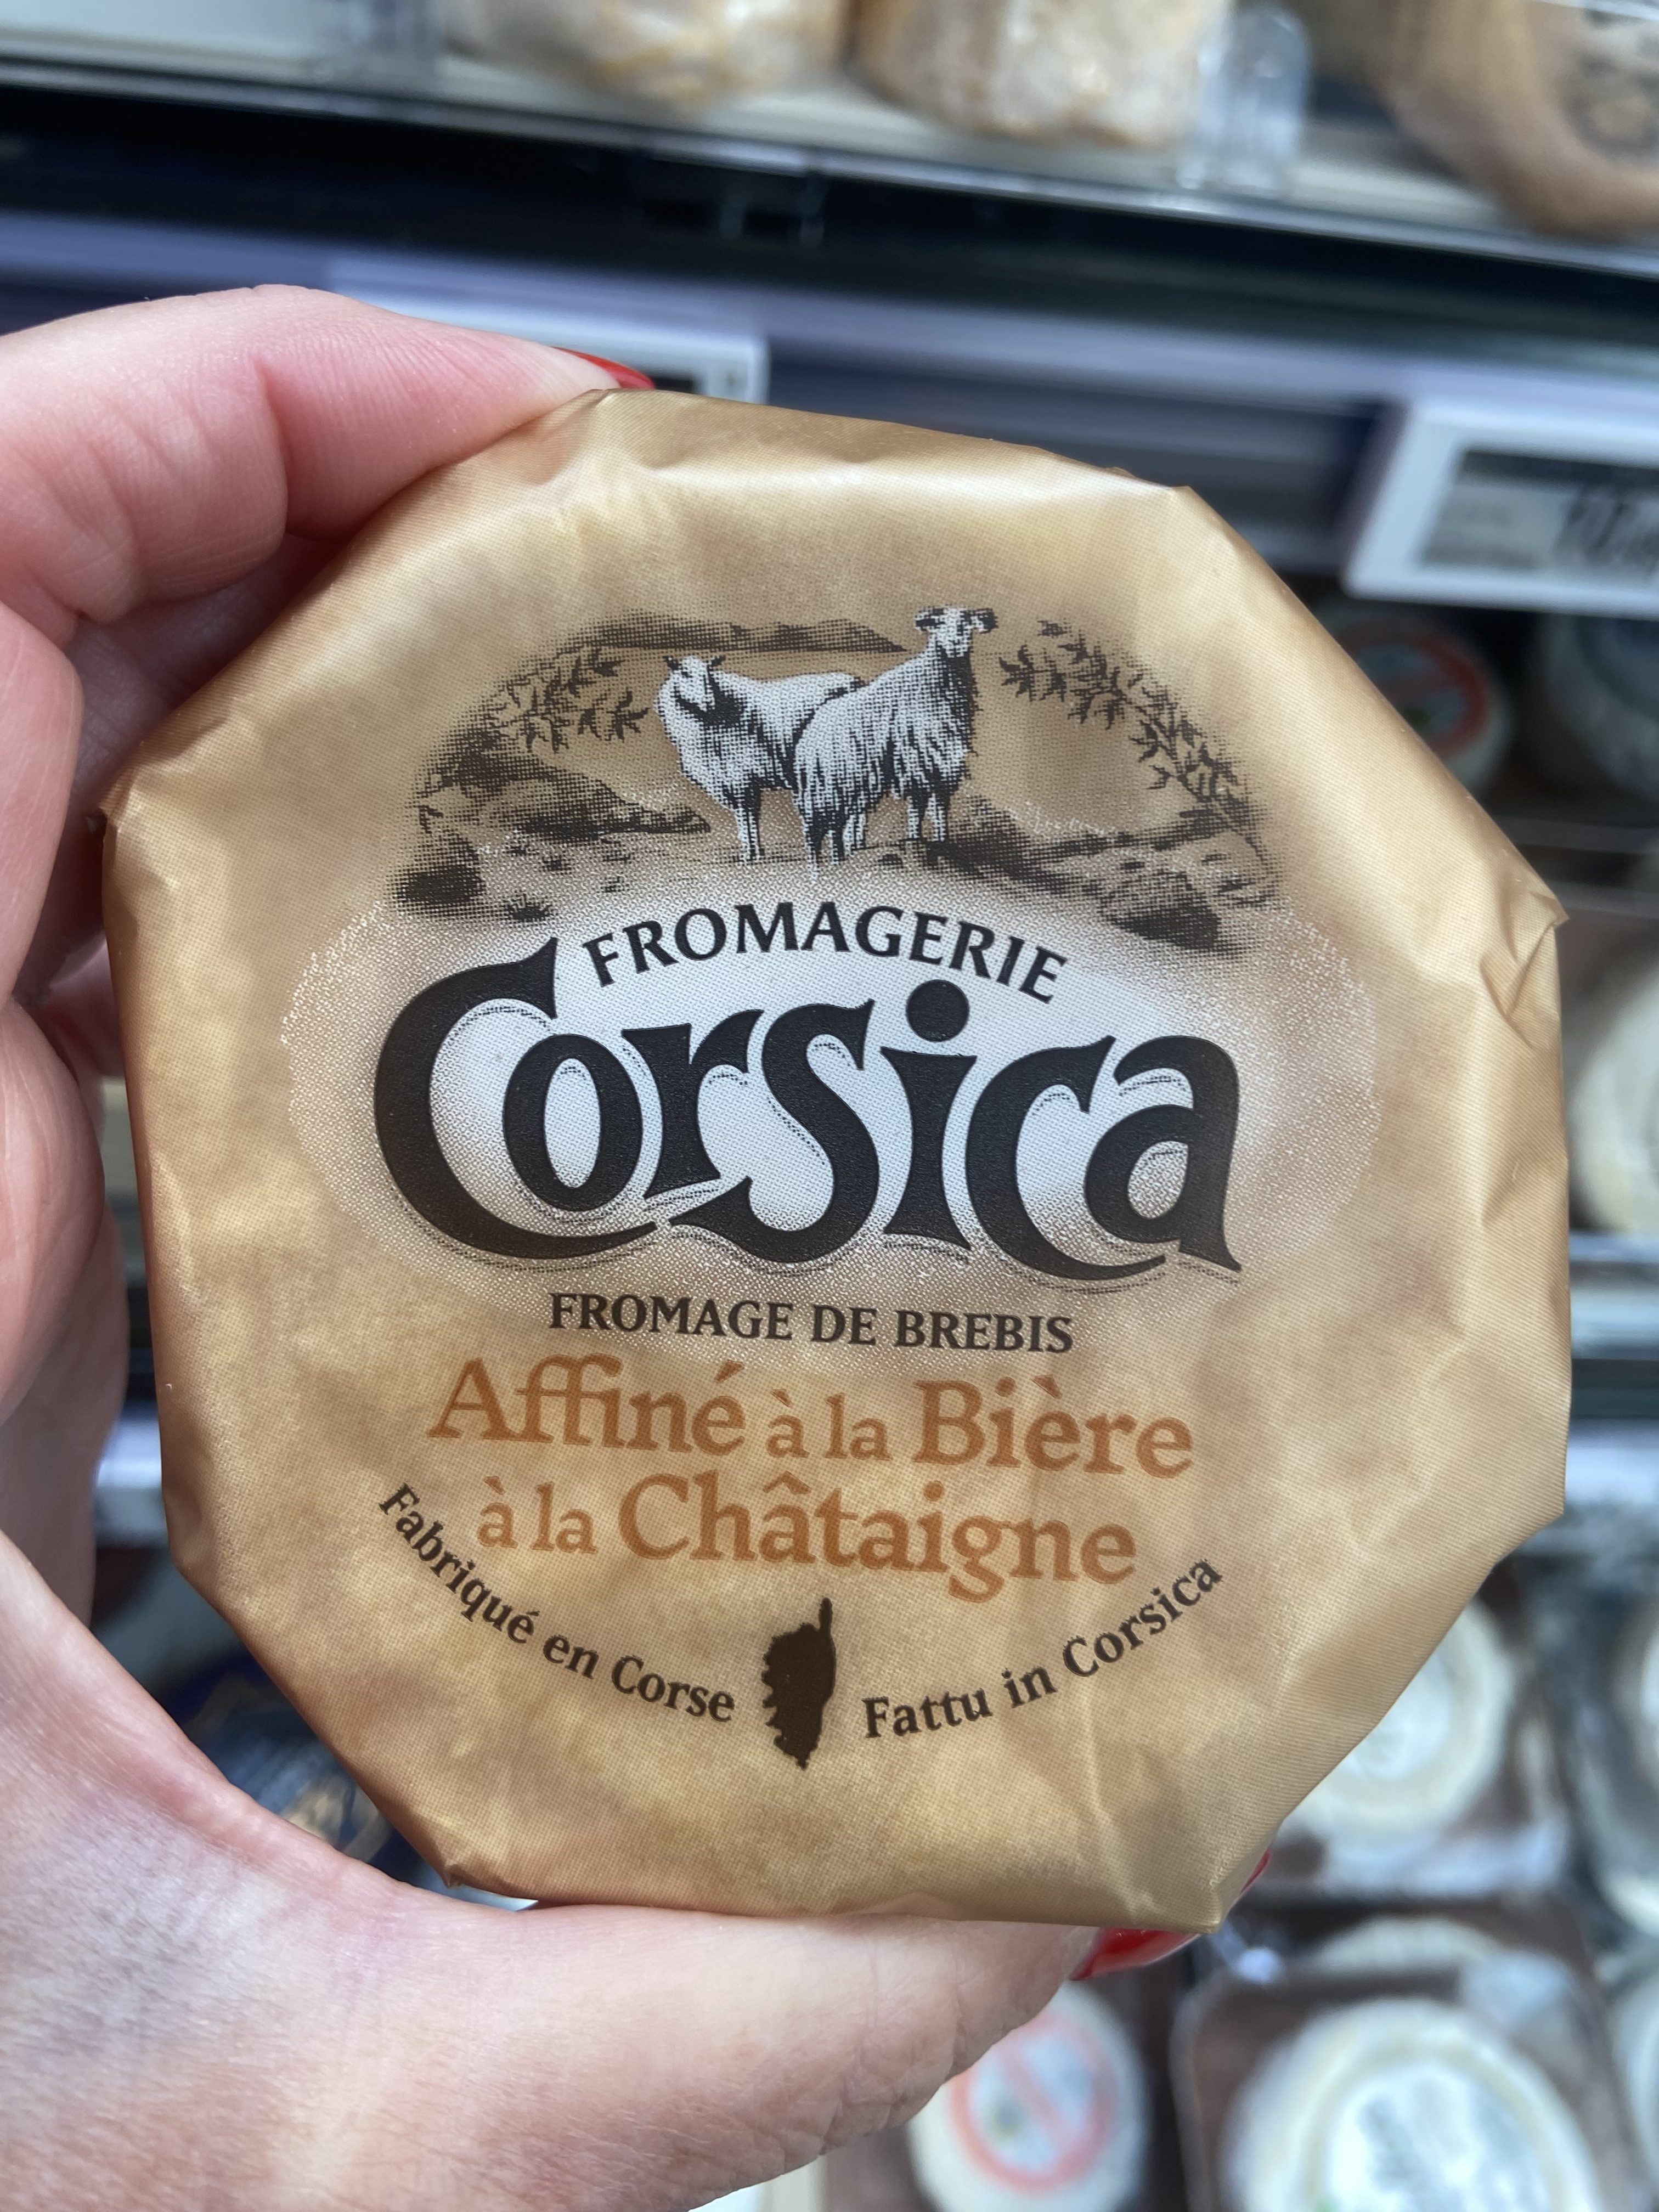 FROMAGERIE
Corsica
FROMAGE DE BREBIS
Affiné à la Bière
à la Châtaigne
Fabriqué en Corse
Fattu in Corsica